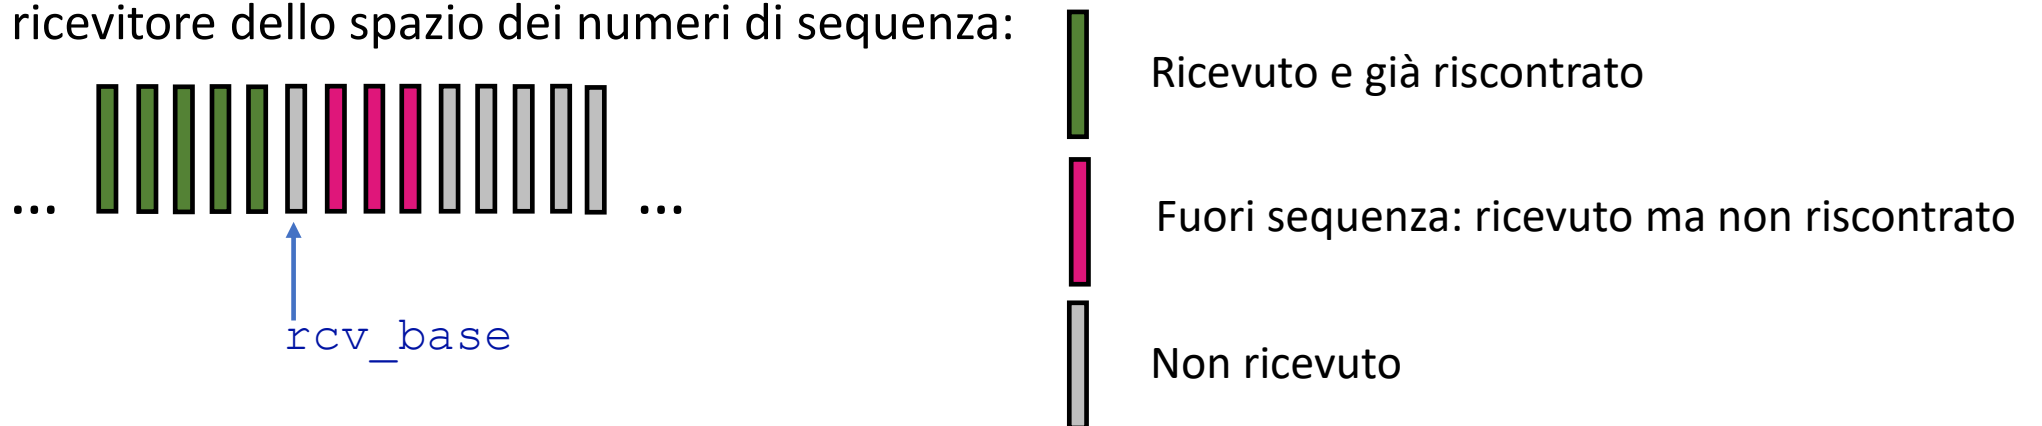 ricevitore dello spazio dei numeri di sequenza:
... ...
rcv_base
Ricevuto e già riscontrato
Fuori sequenza: ricevuto ma non riscontrato
Non ricevuto